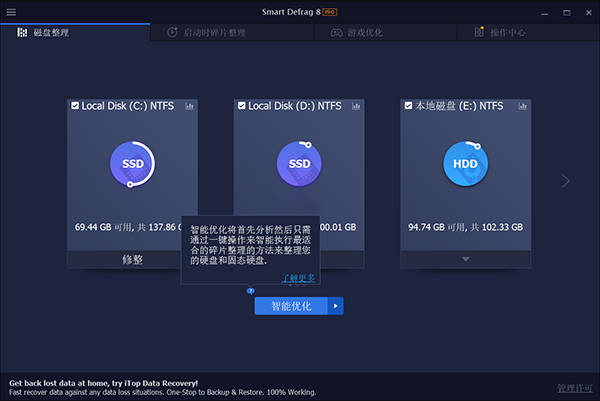 Smart Defrag 8 PRO
磁盘整理
启动时碎片整理
游戏优化
操作中心
Local Disk (C:) NTFS
Local Disk (D:) NTFS
本地磁盘 (E:) NTFS
SSD
SSD
HDD
69.44 GB 可用, 共 137.86 G
00.01 GB
94.74 GB 可用, 共 102.33 GB
修整
智能优化将首先分析然后只需
通过一键操作来智能执行最适
合的碎片整理的方法来整理您
的硬盘和固态硬盘.
了解更多
?
智能优化
Get back lost data at home, try iTop Data Recovery!
Fast recover data against any data loss situations. One-Stop to Backup & Restore. 100% Working.
管理许可